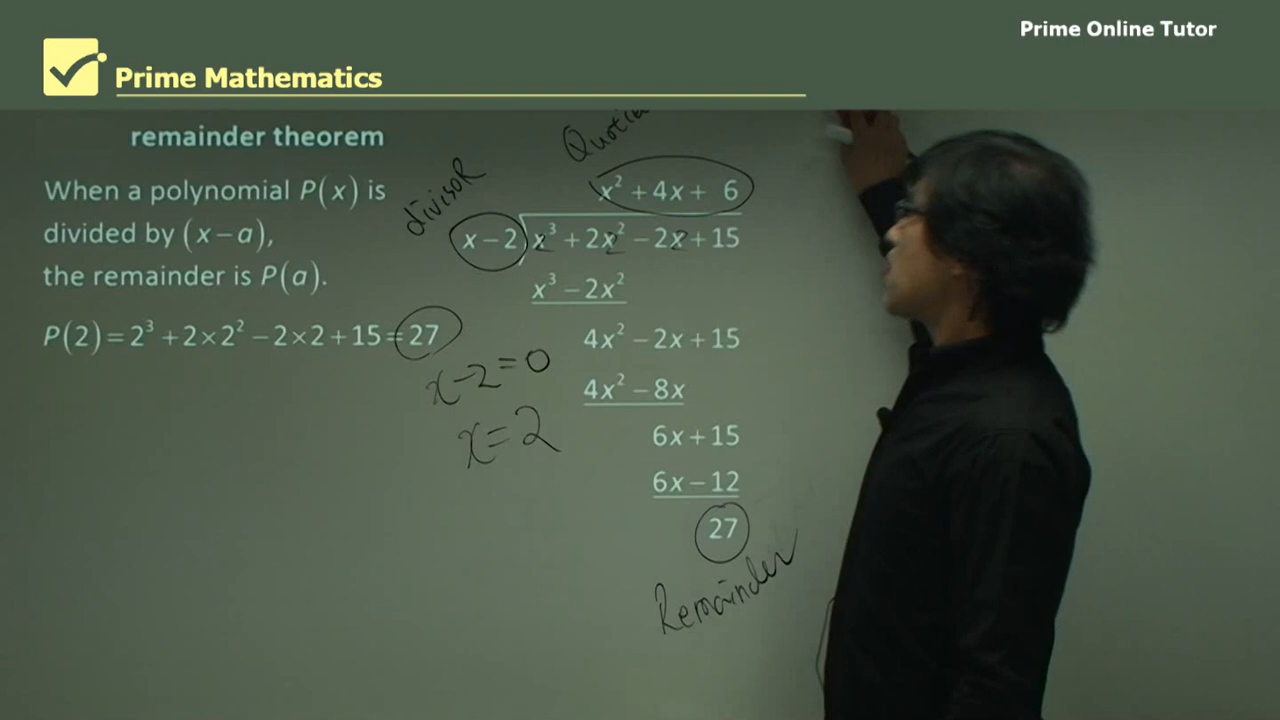 Prime Online Tutor
Prime Mathematics
remainder theorem
When a polynomial P(x) is
divided by (x−a),
the remainder is P(a).
P(2)=2³+2×2²−2×2+15=27
x−2=0
x=2
divisor
x²+4x+6
x−2)x³+2x²−2x+15
x³−2x²
4x²−2x+15
4x²−8x
6x+15
6x−12
27
Remainder